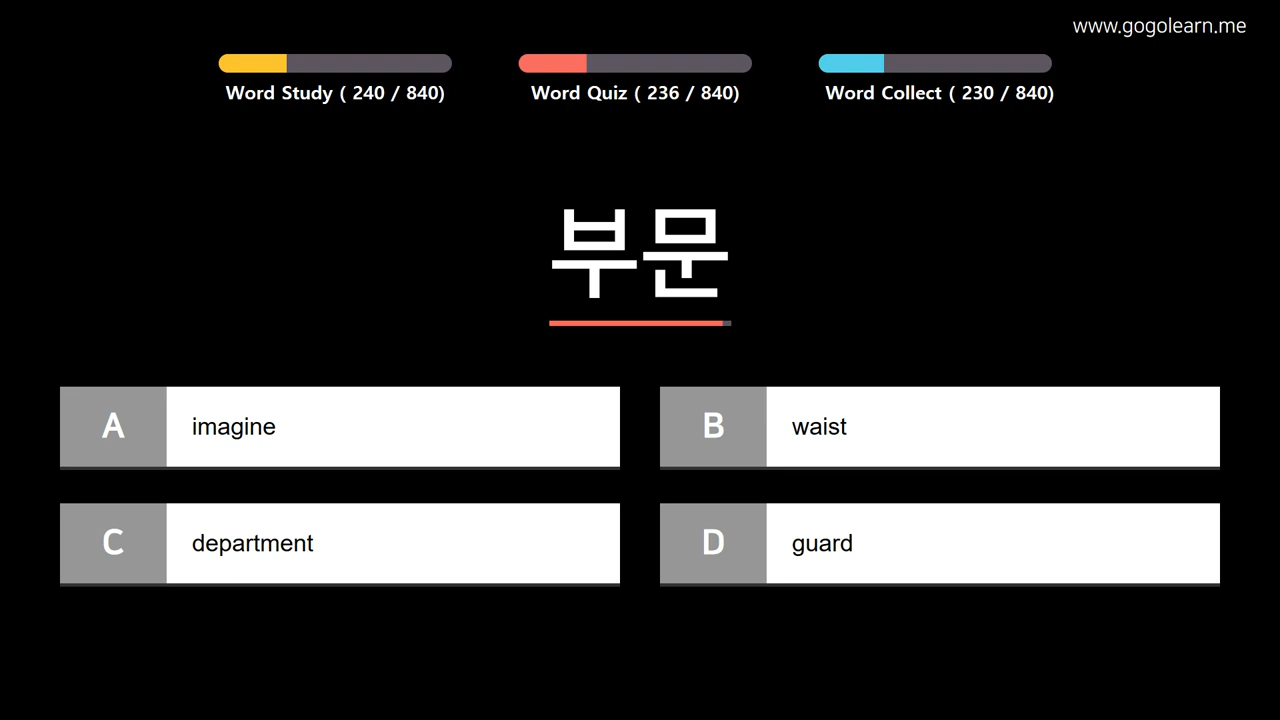 www.gogolearn.me
Word Study ( 240 / 840)
Word Quiz ( 236 / 840)
Word Collect ( 230 / 840)
부문
A imagine
B waist
C department
D guard